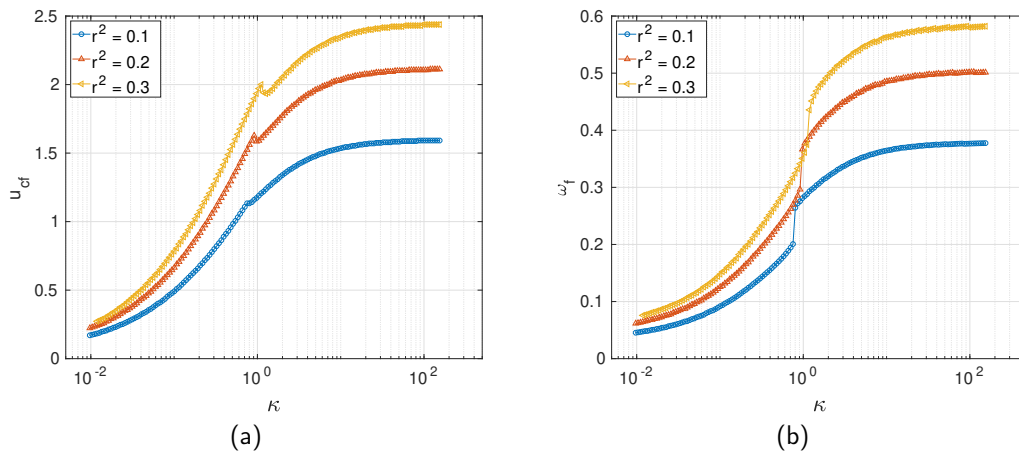 2.5
2
1.5
1
0.5
0
u_cf
r² = 0.1
r² = 0.2
r² = 0.3
10⁻² 10⁰ 10²
κ
(a)
0.6
0.5
0.4
0.3
0.2
0.1
0
ω_f
r² = 0.1
r² = 0.2
r² = 0.3
10⁻² 10⁰ 10²
κ
(b)